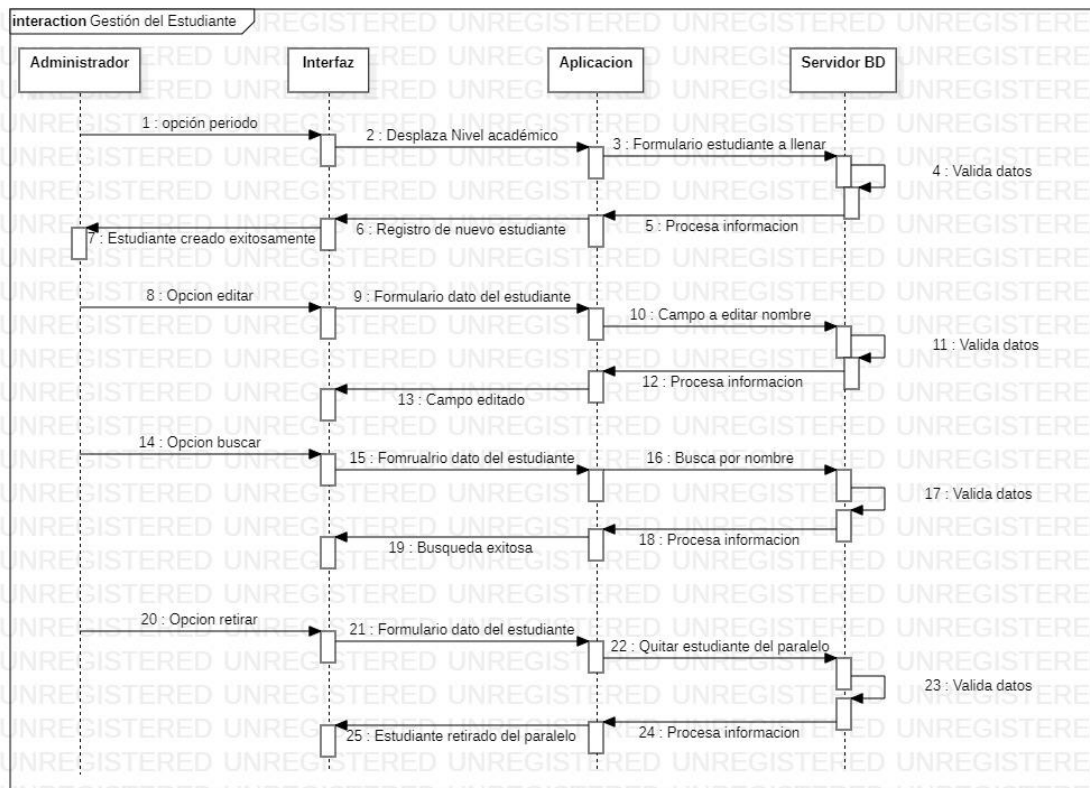 interaction Gestión del Estudiante
Administrador
Interfaz
Aplicacion
Servidor BD
1 : opción periodo
2 : Desplaza Nivel académico
3 : Formulario estudiante a llenar
4 : Valida datos
5 : Procesa informacion
6 : Registro de nuevo estudiante
7 : Estudiante creado exitosamente
8 : Opcion editar
9 : Formulario dato del estudiante
10 : Campo a editar nombre
11 : Valida datos
12 : Procesa informacion
13 : Campo editado
14 : Opcion buscar
15 : Fomrualrio dato del estudiante
16 : Busca por nombre
17 : Valida datos
18 : Procesa informacion
19 : Busqueda exitosa
20 : Opcion retirar
21 : Formulario dato del estudiante
22 : Quitar estudiante del paralelo
23 : Valida datos
24 : Procesa informacion
25 : Estudiante retirado del paralelo
UNREGISTERED